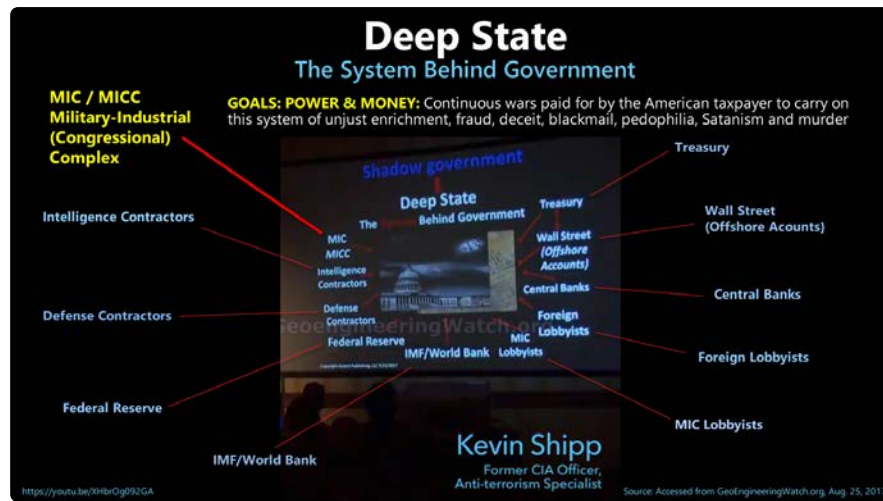 Deep State
The System Behind Government
MIC / MICC
Military-Industrial
(Congressional)
Complex
GOALS: POWER & MONEY: Continuous wars paid for by the American taxpayer to carry on
this system of unjust enrichment, fraud, deceit, blackmail, pedophilia, Satanism and murder
Intelligence Contractors
Defense Contractors
Federal Reserve
IMF/World Bank
Shadow government
Deep State
The System Behind Government
MIC
MICC
Intelligence
Contractors
Defense
Contractors
Federal Reserve
IMF/World Bank
MIC
Lobbyists
Foreign
Lobbyists
Central Banks
Wall Street
(Offshore
Accounts)
Treasury
GeoengineeringWatch.org
Treasury
Wall Street
(Offshore Acounts)
Central Banks
Foreign Lobbyists
MIC Lobbyists
Kevin Shipp
Former CIA Officer,
Anti-terrorism Specialist
https://youtu.be/XHbrOg092GA
Source: Accessed from GeoEngineeringWatch.org, Aug. 25, 201